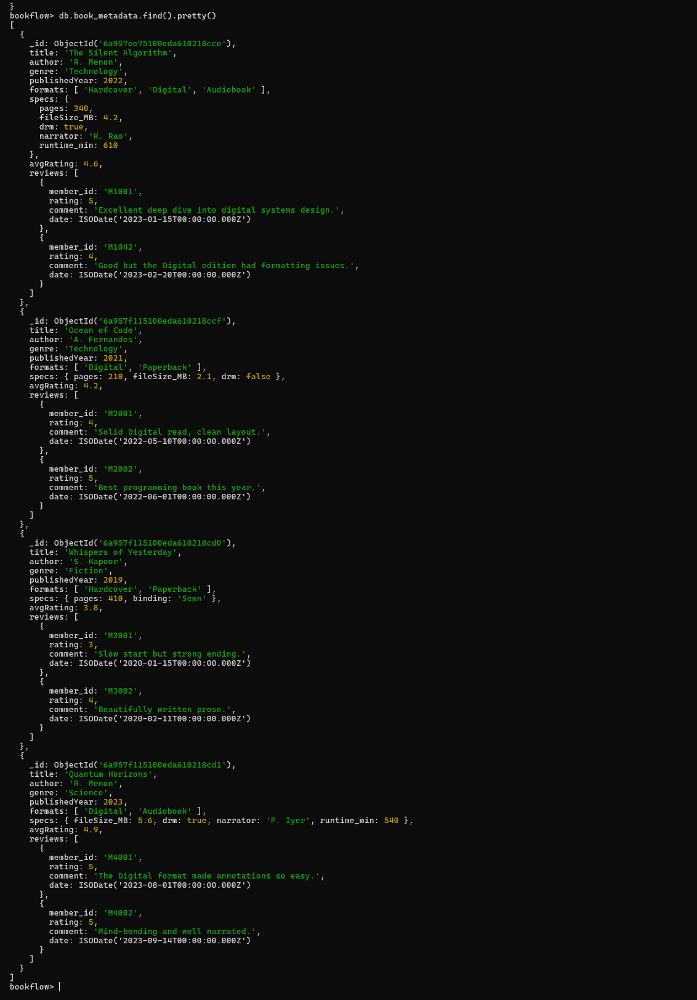 }
bookflow> db.book_metadata.find().pretty()
[
  {
    _id: ObjectId('6a957ee75100eda610218cce'),
    title: 'The Silent Algorithm',
    author: 'R. Menon',
    genre: 'Technology',
    publishedYear: 2022,
    formats: [ 'Hardcover', 'Digital', 'Audiobook' ],
    specs: {
      pages: 340,
      fileSize_MB: 4.2,
      drm: true,
      narrator: 'K. Rao',
      runtime_min: 610
    },
    avgRating: 4.6,
    reviews: [
      {
        member_id: 'M1001',
        rating: 5,
        comment: 'Excellent deep dive into digital systems design.',
        date: ISODate('2023-01-15T00:00:00.000Z')
      },
      {
        member_id: 'M1042',
        rating: 4,
        comment: 'Good but the Digital edition had formatting issues.',
        date: ISODate('2023-02-20T00:00:00.000Z')
      }
    ]
  },
  {
    _id: ObjectId('6a957f115100eda610218ccf'),
    title: 'Ocean of Code',
    author: 'A. Fernandes',
    genre: 'Technology',
    publishedYear: 2021,
    formats: [ 'Digital', 'Paperback' ],
    specs: { pages: 210, fileSize_MB: 2.1, drm: false },
    avgRating: 4.2,
    reviews: [
      {
        member_id: 'M2001',
        rating: 4,
        comment: 'Solid Digital read, clean layout.',
        date: ISODate('2022-05-10T00:00:00.000Z')
      },
      {
        member_id: 'M2002',
        rating: 5,
        comment: 'Best programming book this year.',
        date: ISODate('2022-06-01T00:00:00.000Z')
      }
    ]
  },
  {
    _id: ObjectId('6a957f115100eda610218cd0'),
    title: 'Whispers of Yesterday',
    author: 'S. Kapoor',
    genre: 'Fiction',
    publishedYear: 2019,
    formats: [ 'Hardcover', 'Paperback' ],
    specs: { pages: 410, binding: 'Sewn' },
    avgRating: 3.8,
    reviews: [
      {
        member_id: 'M3001',
        rating: 3,
        comment: 'Slow start but strong ending.',
        date: ISODate('2020-01-15T00:00:00.000Z')
      },
      {
        member_id: 'M3002',
        rating: 4,
        comment: 'Beautifully written prose.',
        date: ISODate('2020-02-11T00:00:00.000Z')
      }
    ]
  },
  {
    _id: ObjectId('6a957f115100eda610218cd1'),
    title: 'Quantum Horizons',
    author: 'R. Menon',
    genre: 'Science',
    publishedYear: 2023,
    formats: [ 'Digital', 'Audiobook' ],
    specs: { fileSize_MB: 5.6, drm: true, narrator: 'P. Iyer', runtime_min: 540 },
    avgRating: 4.9,
    reviews: [
      {
        member_id: 'M4001',
        rating: 5,
        comment: 'The Digital format made annotations so easy.',
        date: ISODate('2023-08-01T00:00:00.000Z')
      },
      {
        member_id: 'M4002',
        rating: 5,
        comment: 'Mind-bending and well narrated.',
        date: ISODate('2023-09-14T00:00:00.000Z')
      }
    ]
  }
]
bookflow>